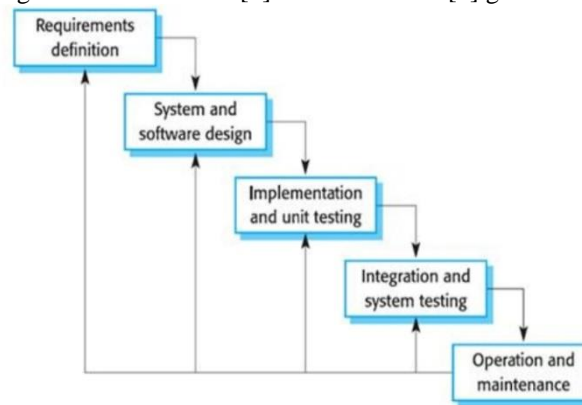 Requirements
definition
System and
software design
Implementation
and unit testing
Integration and
system testing
Operation and
maintenance